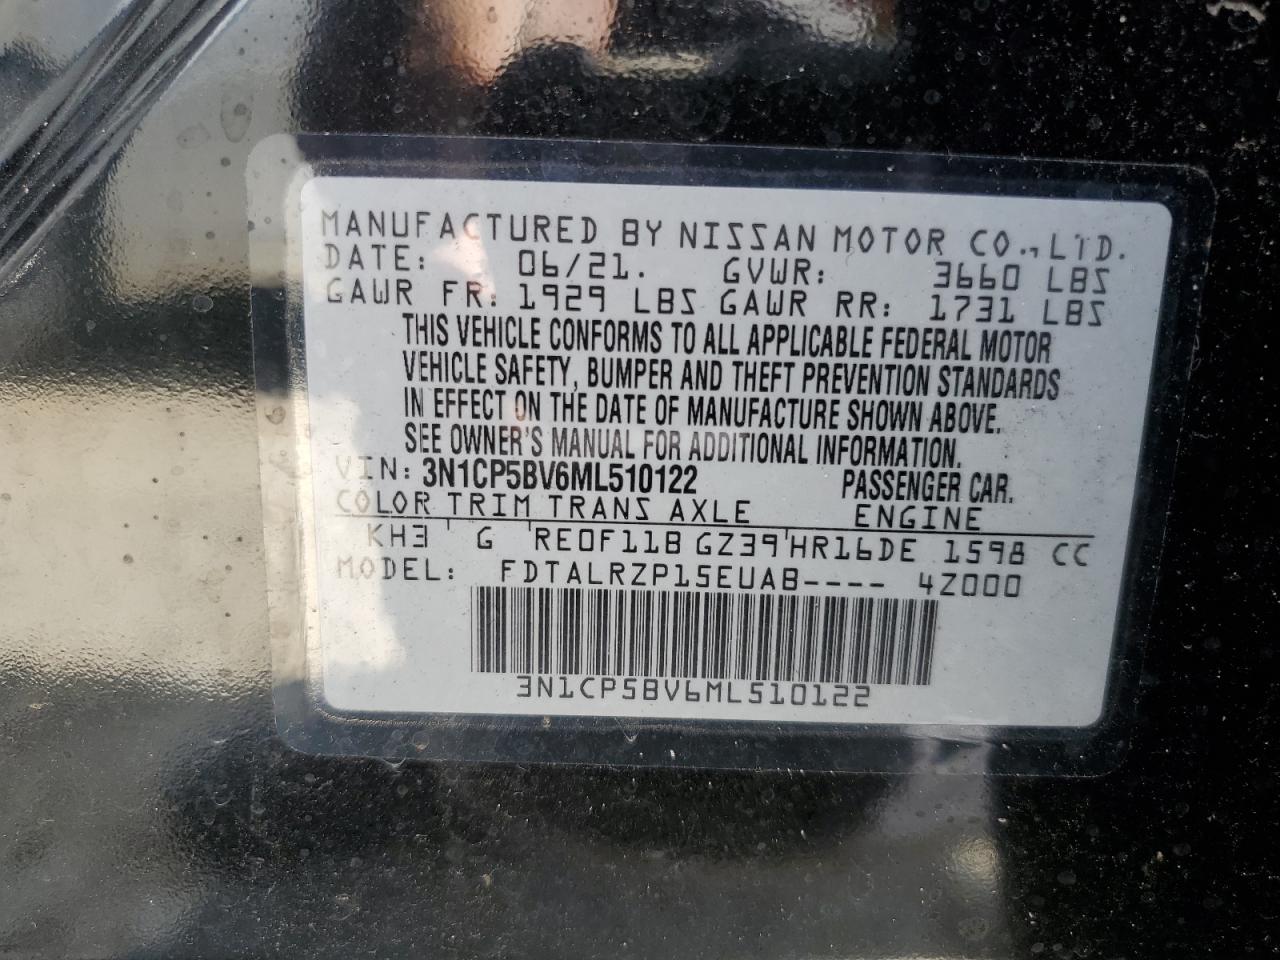 MANUFACTURED BY NISSAN MOTOR CO., LTD.
DATE: 06/21. GVWR: 3660 LBS
GAWR FR: 1929 LBS GAWR RR: 1731 LBS
THIS VEHICLE CONFORMS TO ALL APPLICABLE FEDERAL MOTOR
VEHICLE SAFETY, BUMPER AND THEFT PREVENTION STANDARDS
IN EFFECT ON THE DATE OF MANUFACTURE SHOWN ABOVE.
SEE OWNER'S MANUAL FOR ADDITIONAL INFORMATION.
VIN: 3N1CP5BV6ML510122 PASSENGER CAR.
COLOR TRIM TRANS AXLE ENGINE
KH3 G RE0F11B GZ39 HR16DE 1598 CC
MODEL: FDTALRZP15EUAB---- 4Z000
3N1CP5BV6ML510122